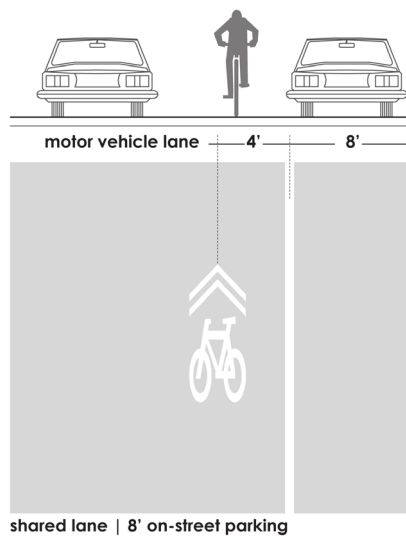 motor vehicle lane 4' 8'
shared lane | 8' on-street parking